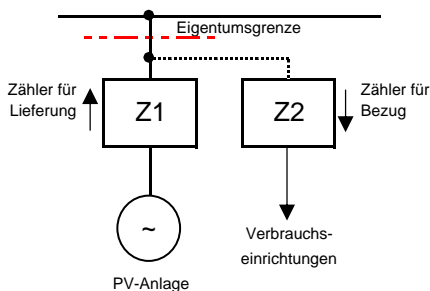 Eigentumsgrenze
Zähler für
Lieferung
Z1
Z2
Zähler für
Bezug
~
Verbrauchs-
einrichtungen
PV-Anlage